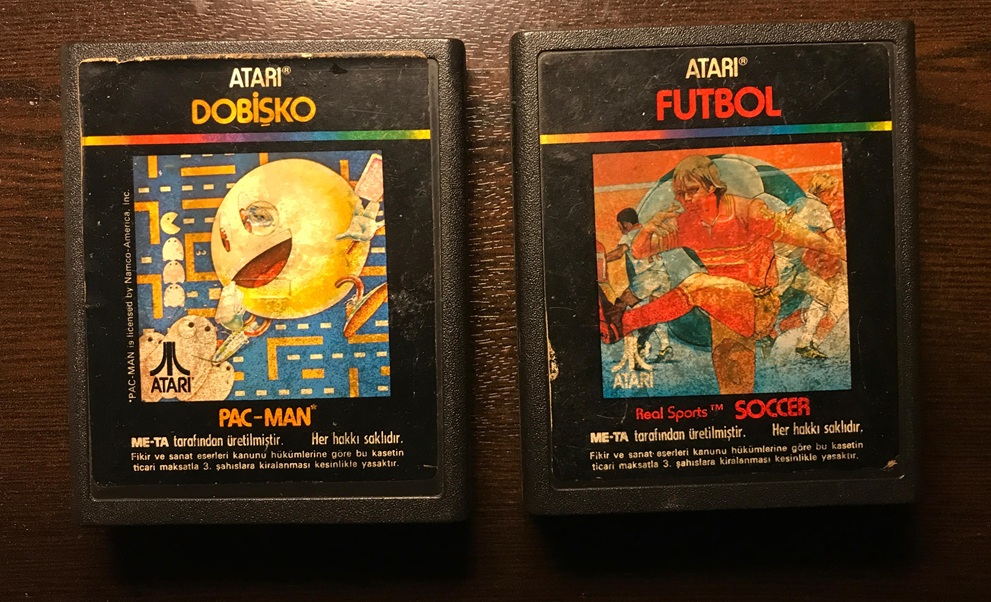 ATARI®
DOBİŞKO
*PAC-MAN is licensed by Namco-America, Inc.
ATARI
PAC-MAN*
ME-TA tarafından üretilmiştir. Her hakkı saklıdır.
Fikir ve sanat eserleri kanunu hükümlerine göre bu kasetin
ticari maksatla 3. şahıslara kiralanması kesinlikle yasaktır.
ATARI®
FUTBOL
ATARI
Real Sports™ SOCCER
ME-TA tarafından üretilmiştir. Her hakkı saklıdır.
Fikir ve sanat eserleri kanunu hükümlerine göre bu kasetin
ticari maksatla 3. şahıslara kiralanması kesinlikle yasaktır.